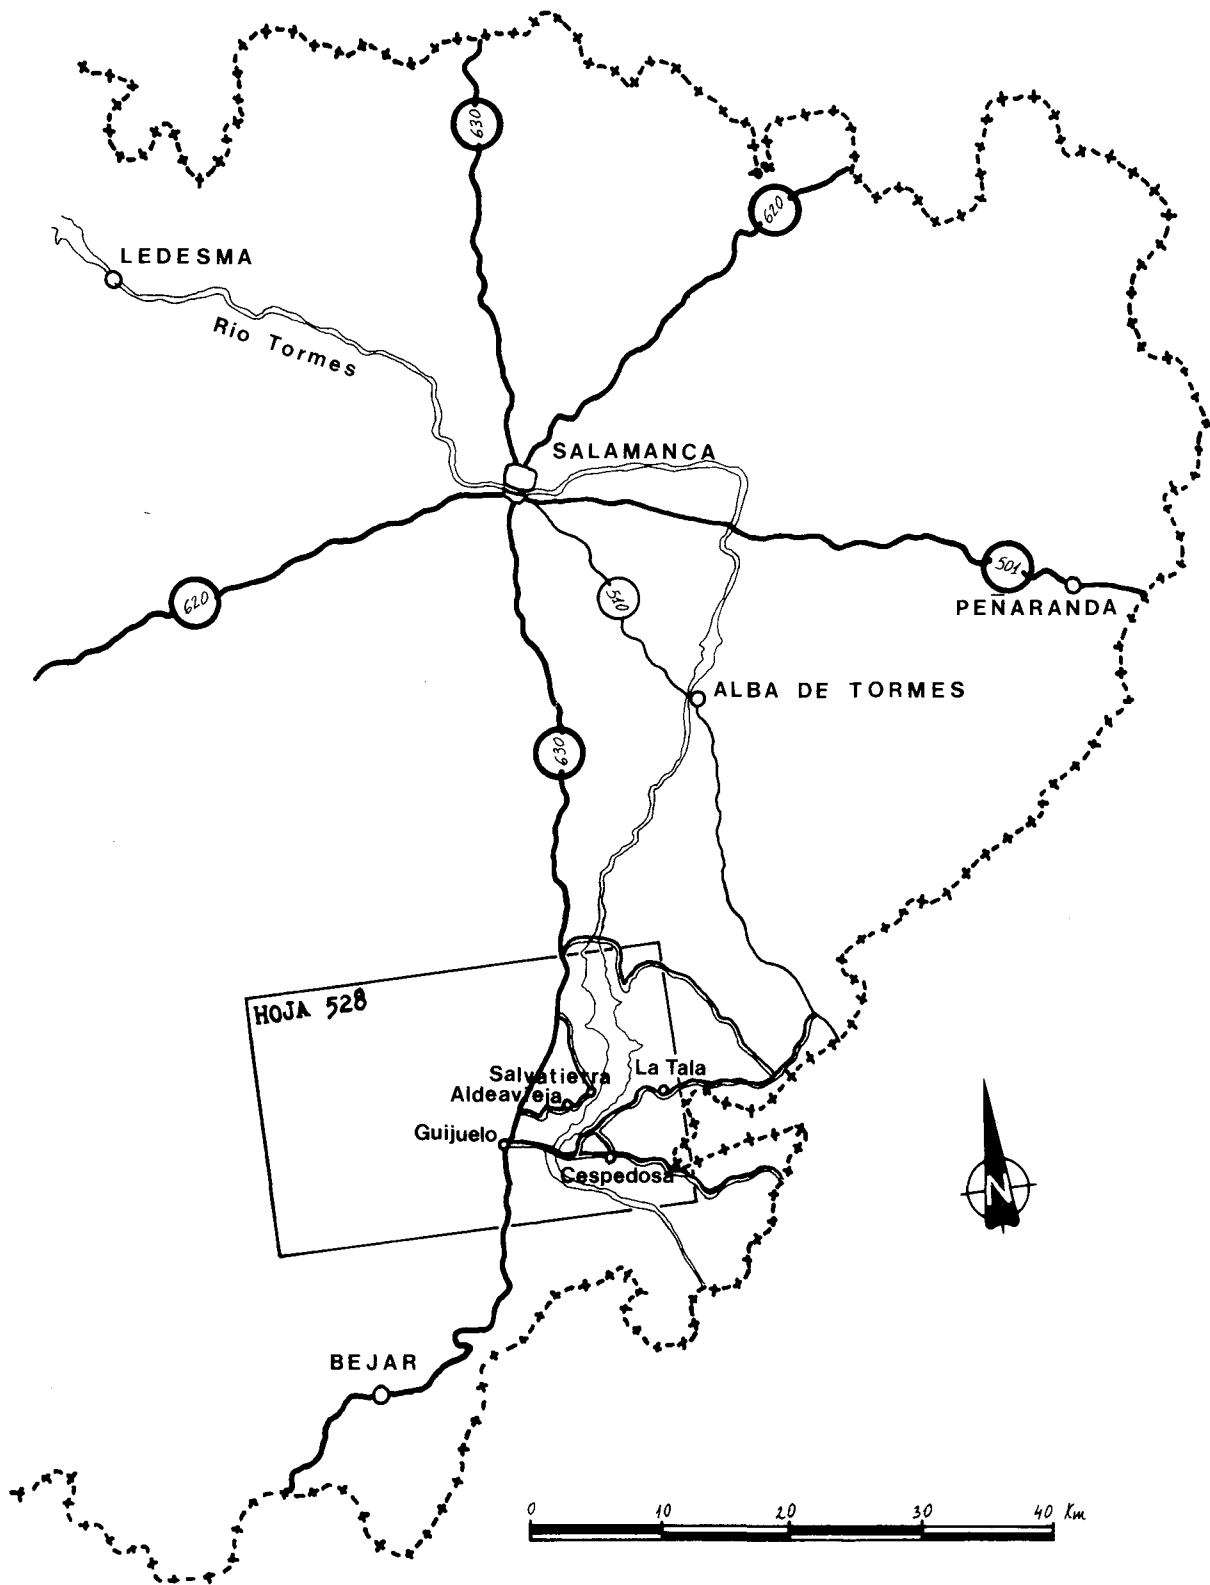 630
620
LEDESMA
Rio Tormes
SALAMANCA
501
620
510
PEÑARANDA
ALBA DE TORMES
630
HOJA 528
La Tala
Salvatierra
Aldeavieja
Guijuelo
Cespedosa
N
BEJAR
0 10 20 30 40 Km